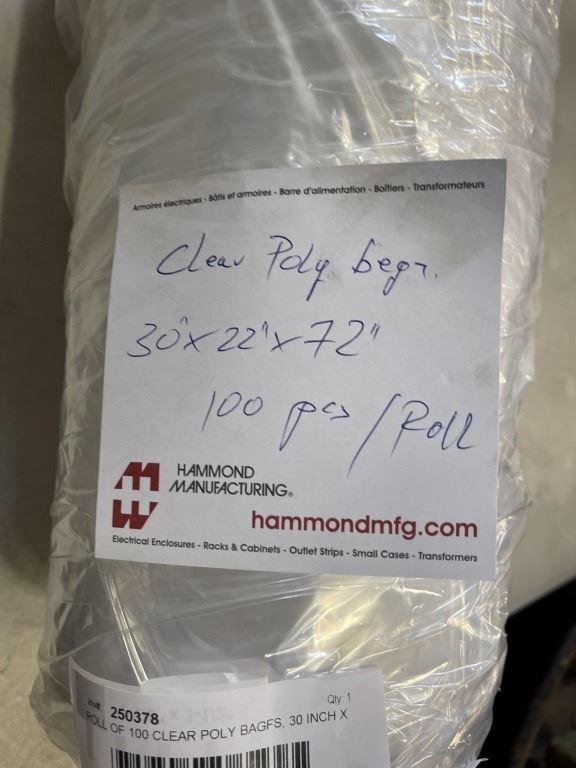 Armoires électriques - Bâtis et armoires - Barre d'alimentation - Boîtiers - Transformateurs
Clear Poly begs.
30"x22"x72"
100 pcs / Roll
HAMMOND
MANUFACTURING®
hammondmfg.com
Electrical Enclosures - Racks & Cabinets - Outlet Strips - Small Cases - Transformers
Inv#: 250378 Qty: 1
ROLL OF 100 CLEAR POLY BAGFS, 30 INCH X